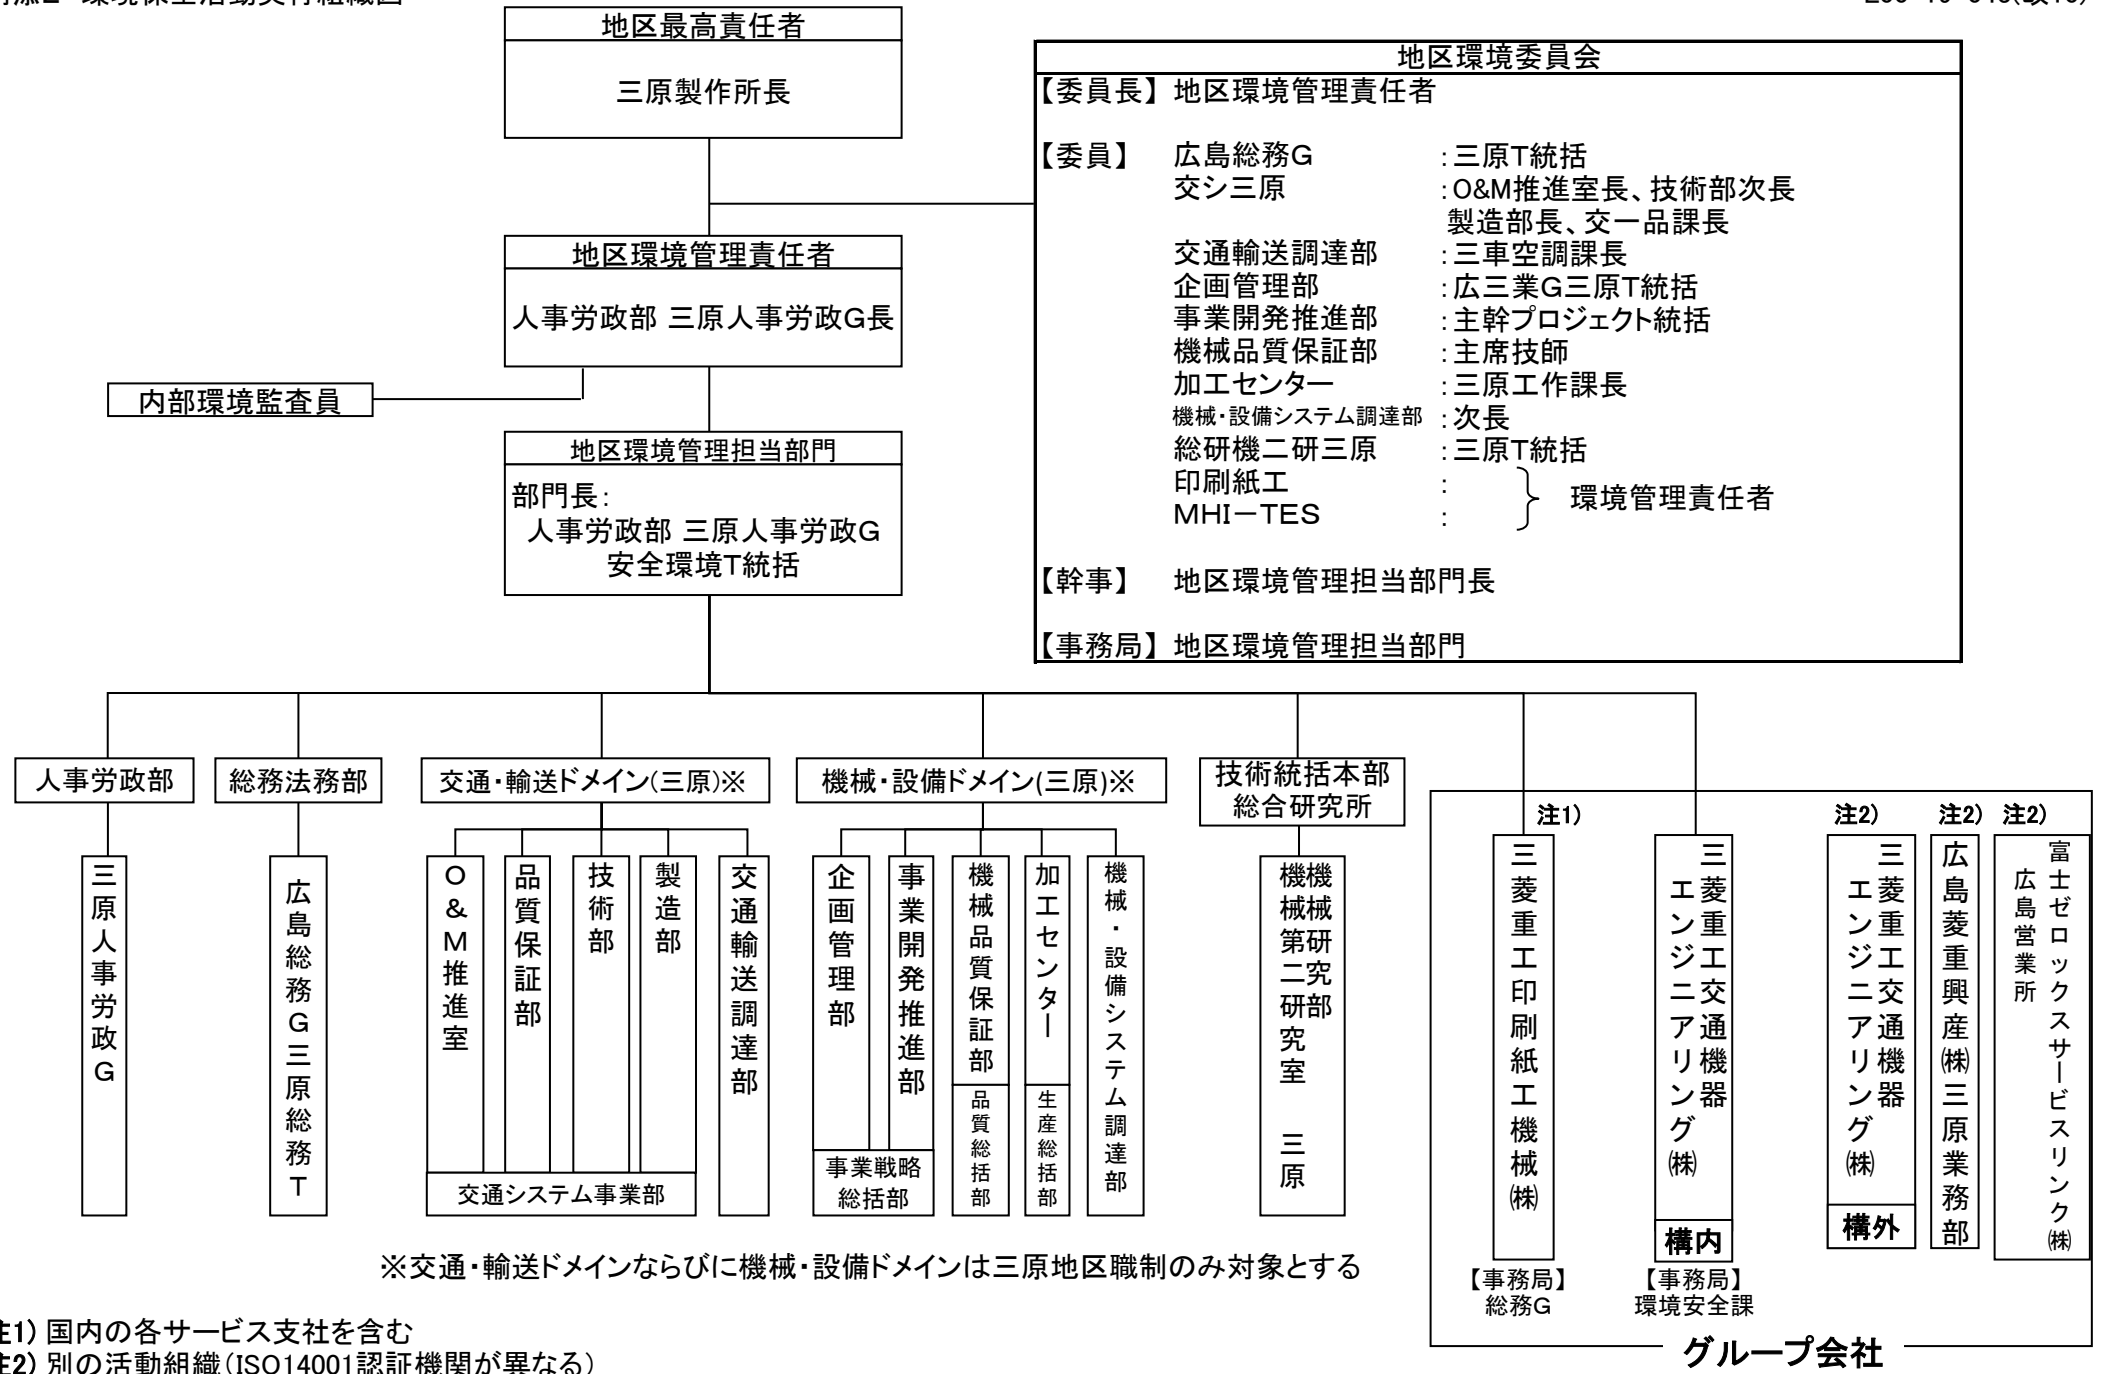 地区最高責任者
三原製作所長
地区環境管理責任者
人事労政部 三原人事労政G長
内部環境監査員
地区環境管理担当部門
部門長:
人事労政部 三原人事労政G
安全環境T統括
地区環境委員会
【委員長】 地区環境管理責任者
【委員】 広島総務G :三原T統括
交シ三原 :O&M推進室長、技術部次長
製造部長、交一品課長
交通輸送調達部 :三車空調課長
企画管理部 :広三業G三原T統括
事業開発推進部 :主幹プロジェクト統括
機械品質保証部 :主席技師
加工センター :三原工作課長
機械・設備システム調達部 :次長
総研機二研三原 :三原T統括
印刷紙工 :
MHI-TES :
環境管理責任者
【幹事】 地区環境管理担当部門長
【事務局】 地区環境管理担当部門
人事労政部
三原人事労政G
総務法務部
広島総務G三原総務T
交通・輸送ドメイン(三原)※
O&M推進室
品質保証部
技術部
製造部
交通システム事業部
交通輸送調達部
機械・設備ドメイン(三原)※
企画管理部
事業開発推進部
事業戦略
総括部
機械品質保証部
品質総括部
加工センター
生産総括部
機械・設備システム調達部
技術統括本部
総合研究所
機械研究部
機械第二研究室 三原
注1)
三菱重工印刷紙工機械㈱
【事務局】
総務G
三菱重工交通機器
エンジニアリング㈱
構内
【事務局】
環境安全課
注2)
三菱重工交通機器
エンジニアリング㈱
構外
注2)
広島菱重興産㈱三原業務部
注2)
富士ゼロックスサービスリンク㈱
広島営業所
グループ会社
※交通・輸送ドメインならびに機械・設備ドメインは三原地区職制のみ対象とする
注1) 国内の各サービス支社を含む
注2) 別の活動組織(ISO14001認証機関が異なる)